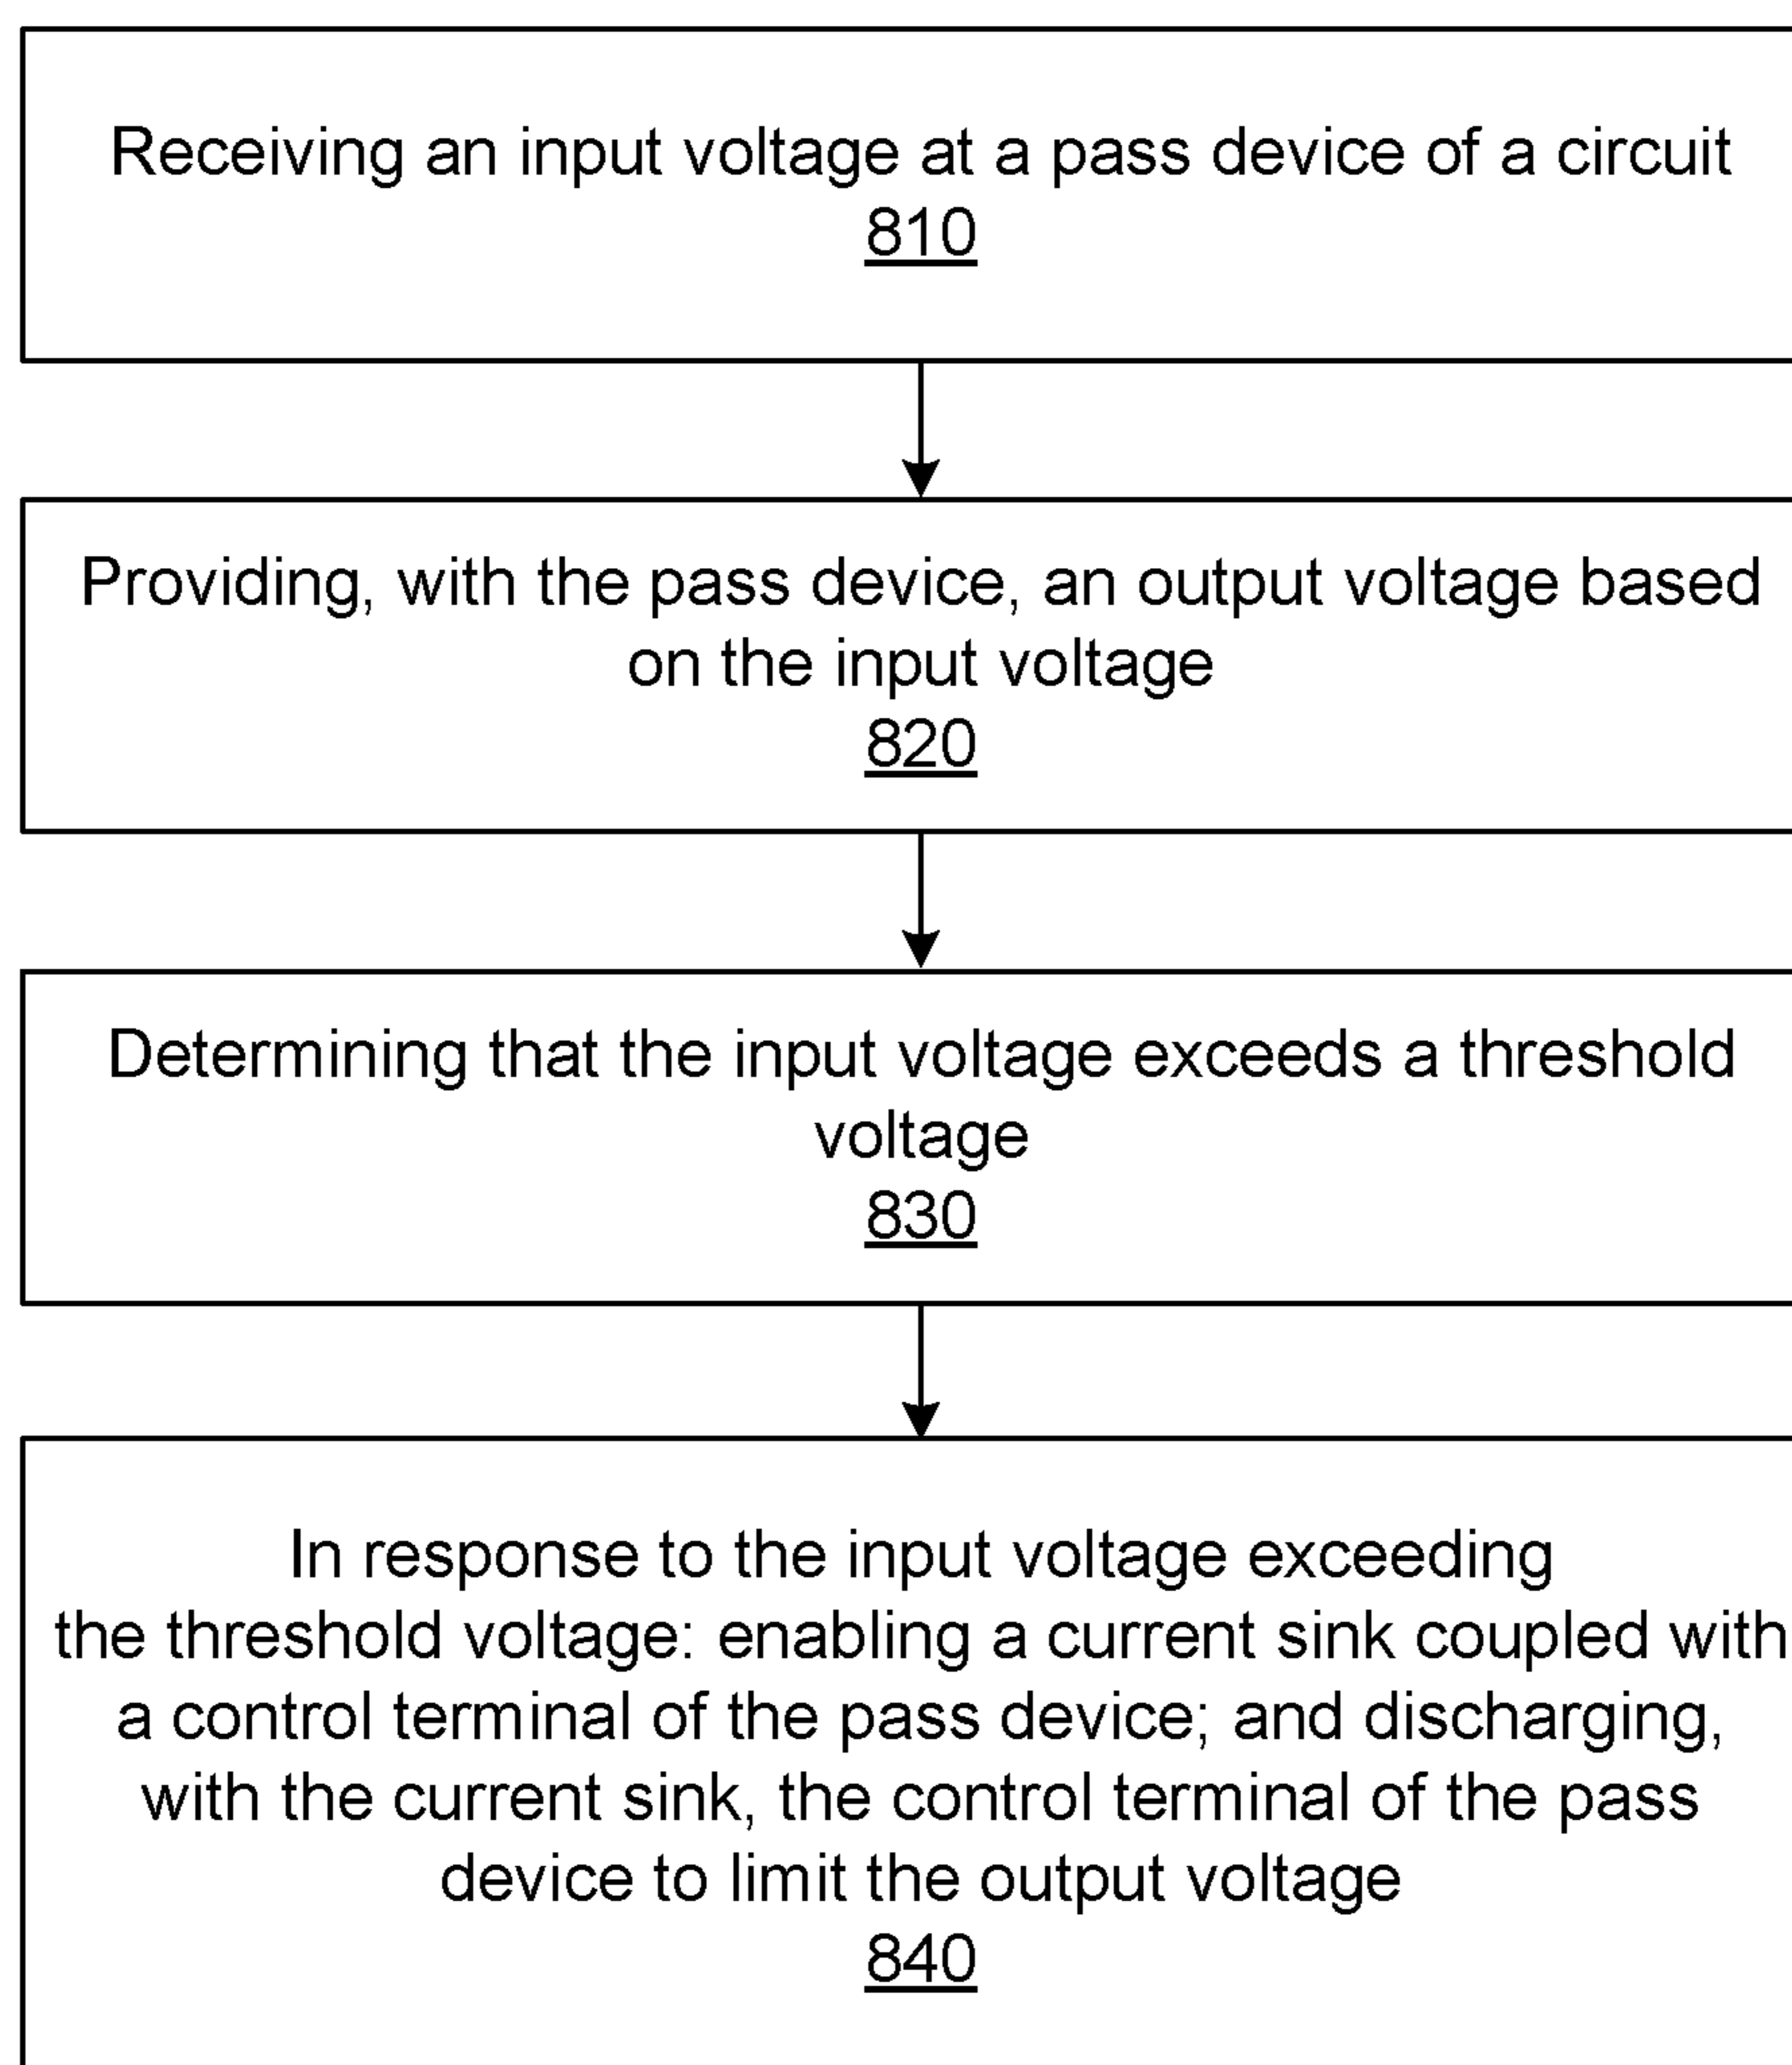 Receiving an input voltage at a pass device of a circuit
810
Providing, with the pass device, an output voltage based
on the input voltage
820
Determining that the input voltage exceeds a threshold
voltage
830
In response to the input voltage exceeding
the threshold voltage: enabling a current sink coupled with
a control terminal of the pass device; and discharging,
with the current sink, the control terminal of the pass
device to limit the output voltage
840